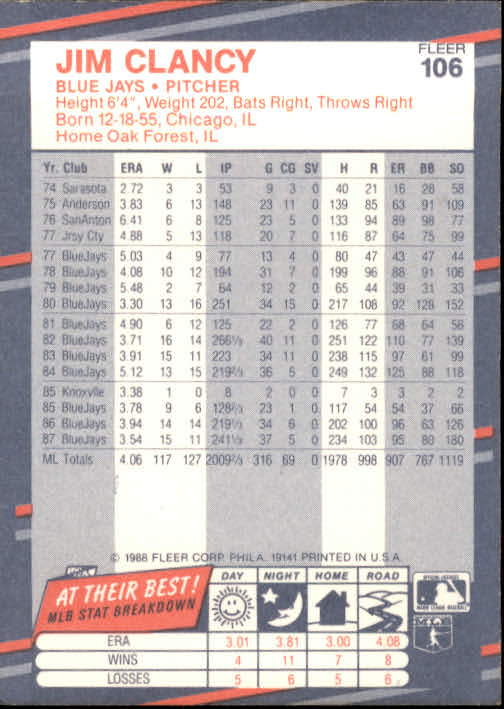 JIM CLANCY
FLEER
106
BLUE JAYS • PITCHER
Height 6'4", Weight 202, Bats Right, Throws Right
Born 12-18-55, Chicago, IL
Home Oak Forest, IL
Yr. Club ERA W L IP G CG SV H R ER BB SO
74 Sarasota 2.72 3 3 53 9 3 0 40 21 16 28 58
75 Anderson 3.83 6 13 148 23 11 0 139 85 63 91 109
76 SanAnton 6.41 6 8 125 23 5 0 133 94 89 98 77
77 Jrsy Cty 4.88 5 13 118 20 7 0 116 87 64 75 99
77 BlueJays 5.03 4 9 77 13 4 0 80 47 43 47 44
78 BlueJays 4.08 10 12 194 31 7 0 199 96 88 91 106
79 BlueJays 5.48 2 7 64 12 2 0 65 44 39 31 33
80 BlueJays 3.30 13 16 251 34 15 0 217 108 92 128 152
81 BlueJays 4.90 6 12 125 22 2 0 126 77 68 64 56
82 BlueJays 3.71 16 14 266⅔ 40 11 0 251 122 110 77 139
83 BlueJays 3.91 15 11 223 34 11 0 238 115 97 61 99
84 BlueJays 5.12 13 15 219⅔ 36 5 0 249 132 125 88 118
85 Knoxvlle 3.38 1 0 8 2 0 0 7 3 3 2 2
85 BlueJays 3.78 9 6 128⅔ 23 1 0 117 54 54 37 66
86 BlueJays 3.94 14 14 219⅓ 34 6 0 202 100 96 63 126
87 BlueJays 3.54 15 11 241⅓ 37 5 0 234 103 95 80 180
ML Totals 4.06 117 127 2009⅔ 316 69 0 1978 998 907 767 1119
© 1988 FLEER CORP. PHILA. 19141 PRINTED IN U.S.A.
AT THEIR BEST!
MLB STAT BREAKDOWN
DAY NIGHT HOME ROAD
ERA 3.01 3.81 3.00 4.08
WINS 4 11 7 8
LOSSES 5 6 5 6